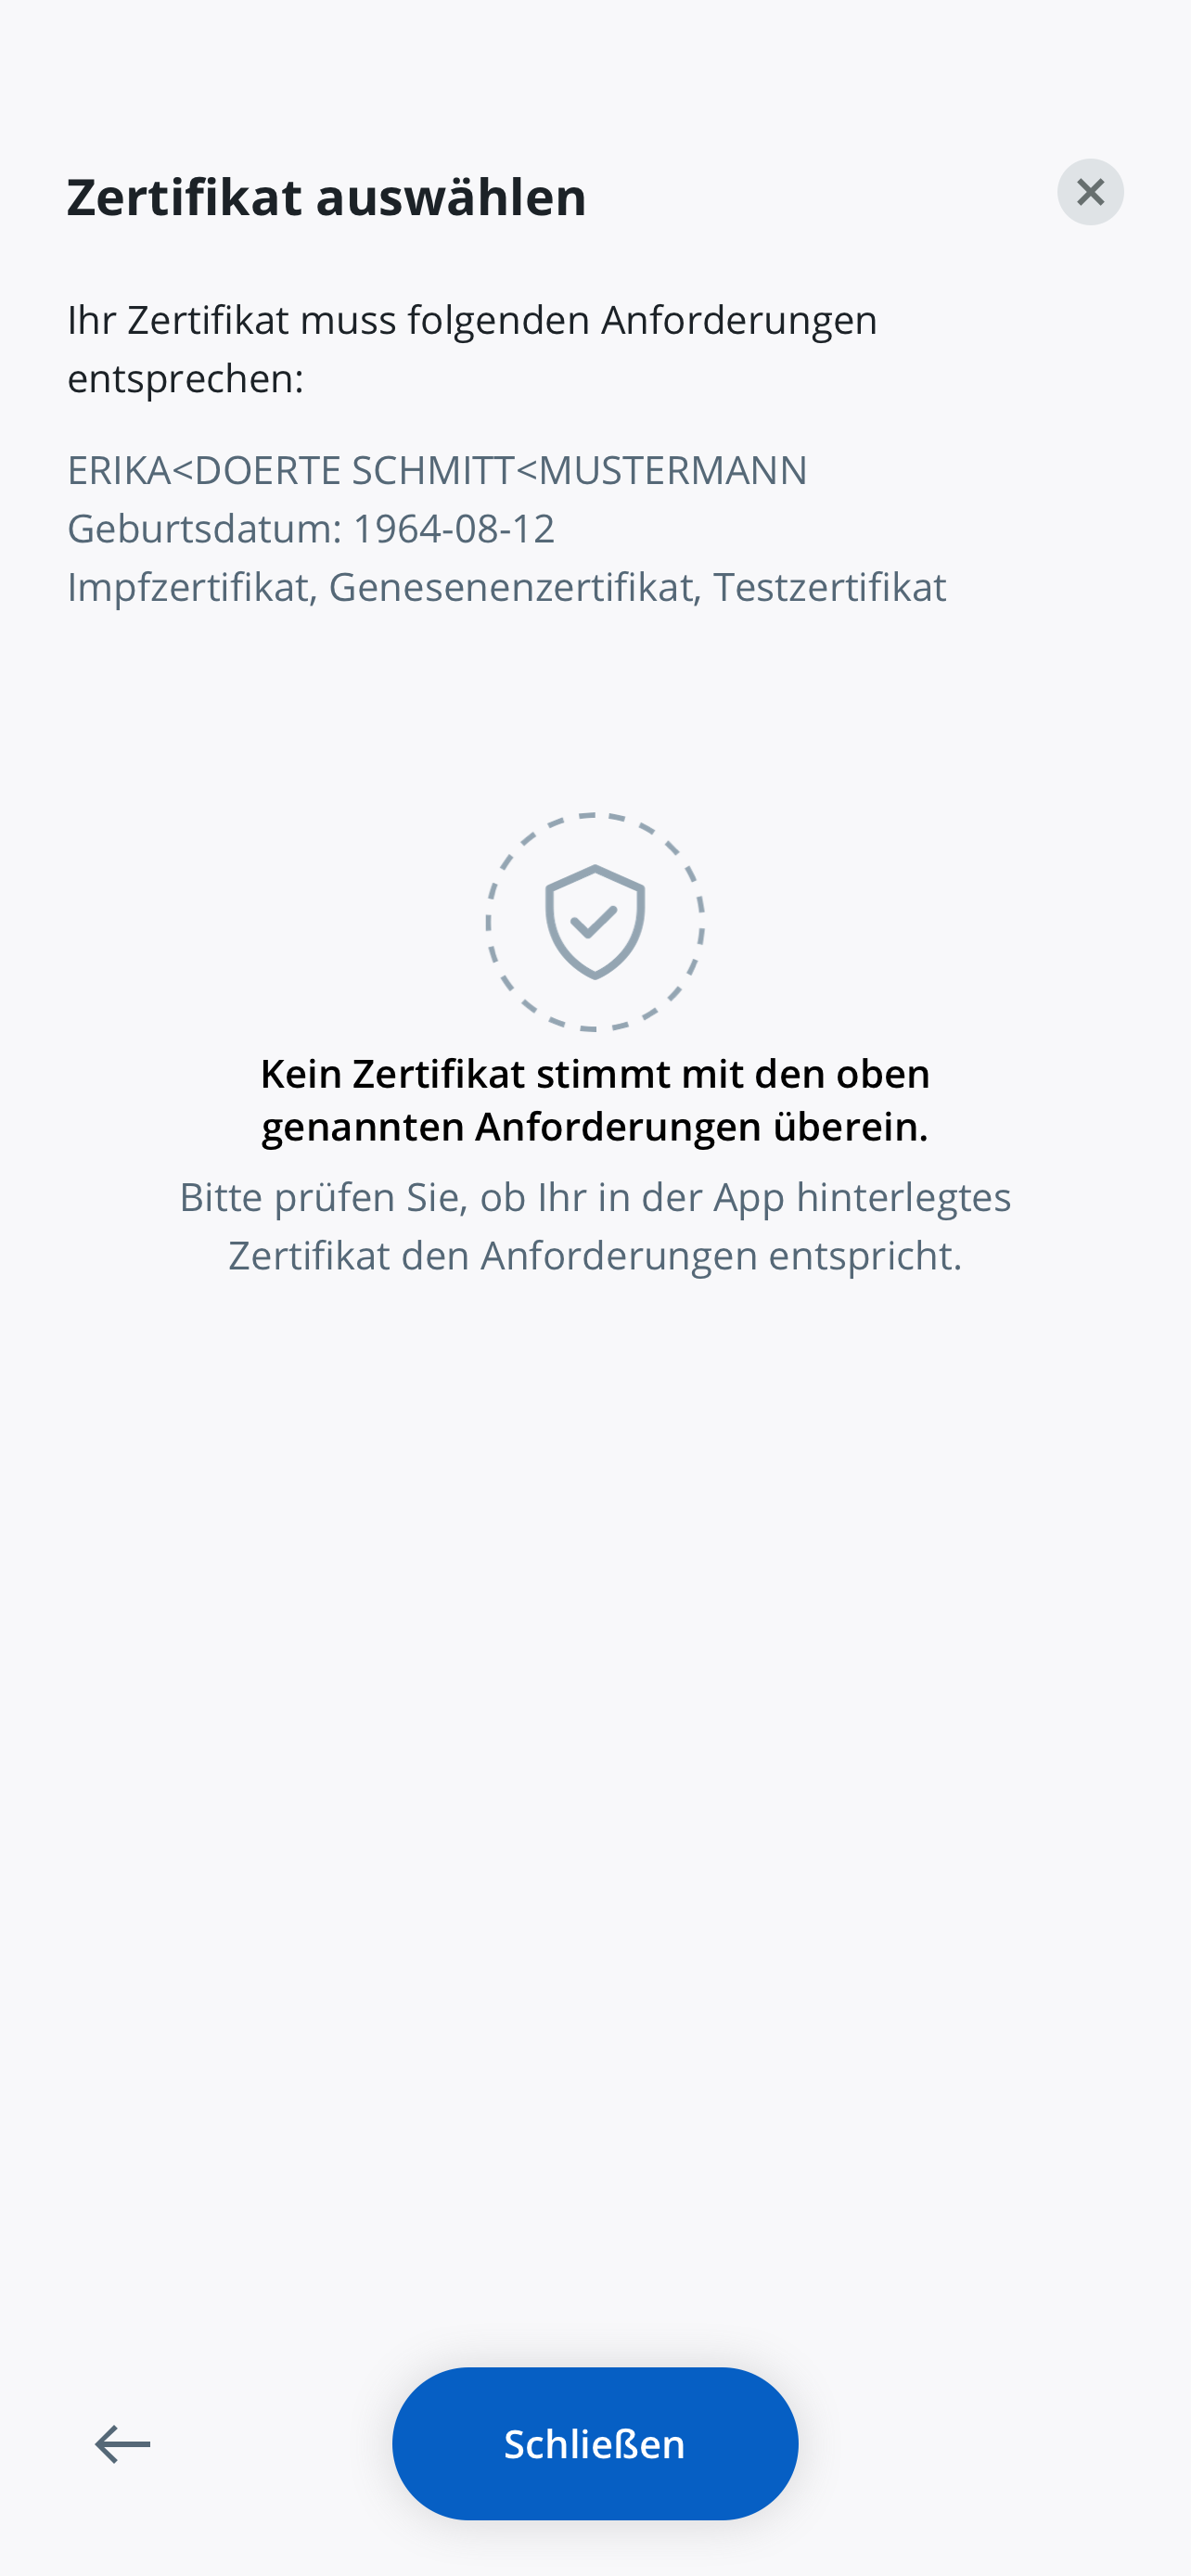 Zertifikat auswählen
Ihr Zertifikat muss folgenden Anforderungen
entsprechen:
ERIKA<DOERTE SCHMITT<MUSTERMANN
Geburtsdatum: 1964-08-12
Impfzertifikat, Genesenenzertifikat, Testzertifikat
Kein Zertifikat stimmt mit den oben
genannten Anforderungen überein.
Bitte prüfen Sie, ob Ihr in der App hinterlegtes
Zertifikat den Anforderungen entspricht.
Schließen